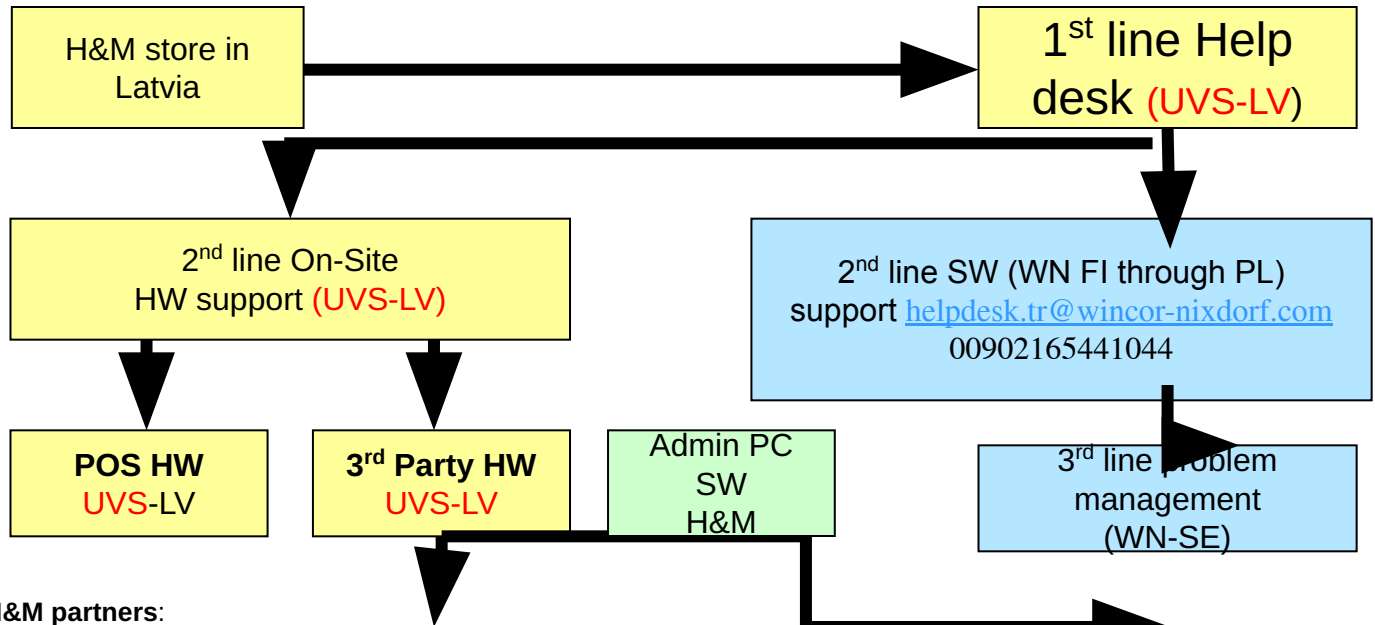 H&M store in
Latvia
1st line Help
desk (UVS-LV)
2nd line On-Site
HW support (UVS-LV)
2nd line SW (WN FI through PL)
support helpdesk.tr@wincor-nixdorf.com
00902165441044
POS HW
UVS-LV
3rd Party HW
UVS-LV
Admin PC
SW
H&M
3rd line problem
management
(WN-SE)
H&M partners: